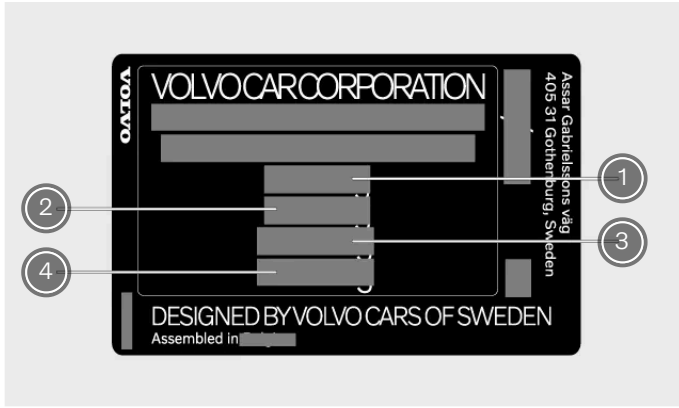 VOLVO
VOLVO CAR CORPORATION
Assar Gabrielssons väg
405 31 Gothenburg, Sweden
1
2
3
4
DESIGNED BY VOLVO CARS OF SWEDEN
Assembled in